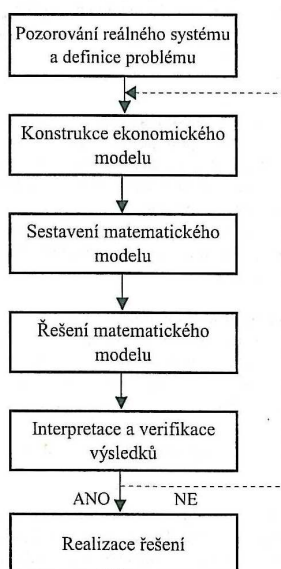 Pozorování reálného systému
a definice problému
Konstrukce ekonomického
modelu
Sestavení matematického
modelu
Řešení matematického
modelu
Interpretace a verifikace
výsledků
ANO NE
Realizace řešení